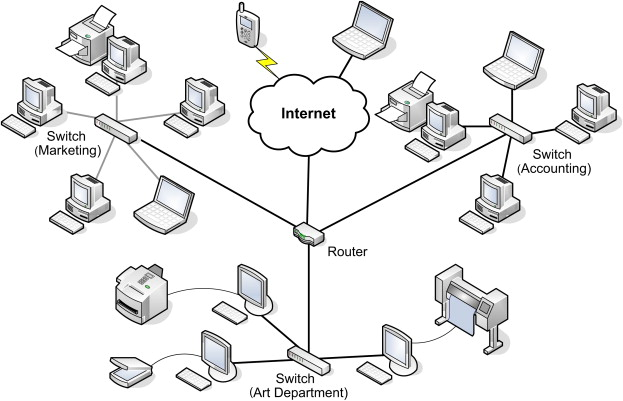 Internet
Switch
(Marketing)
Switch
(Accounting)
Router
Switch
(Art Department)